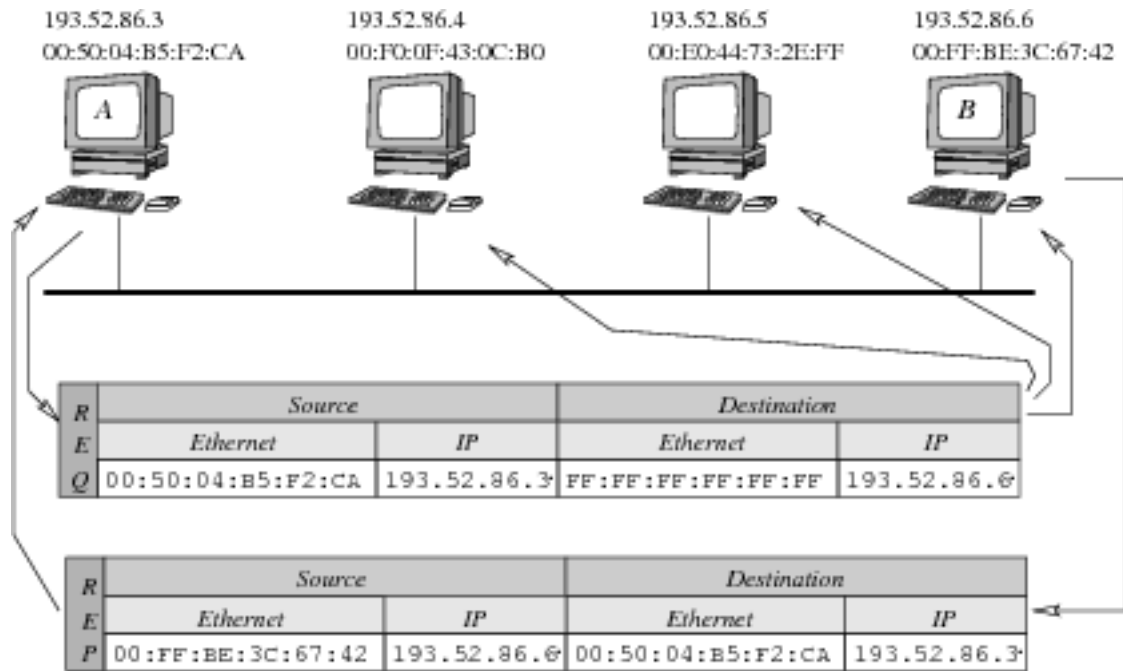 193.52.86.3 193.52.86.4 193.52.86.5 193.52.86.6
00:50:04:B5:F2:CA 00:F0:0F:43:0C:B0 00:E0:44:73:2E:FF 00:FF:BE:3C:67:42
A B
REQ
Source Destination
Ethernet IP Ethernet IP
00:50:04:B5:F2:CA 193.52.86.3 FF:FF:FF:FF:FF:FF 193.52.86.6
REP
Source Destination
Ethernet IP Ethernet IP
00:FF:BE:3C:67:42 193.52.86.6 00:50:04:B5:F2:CA 193.52.86.3